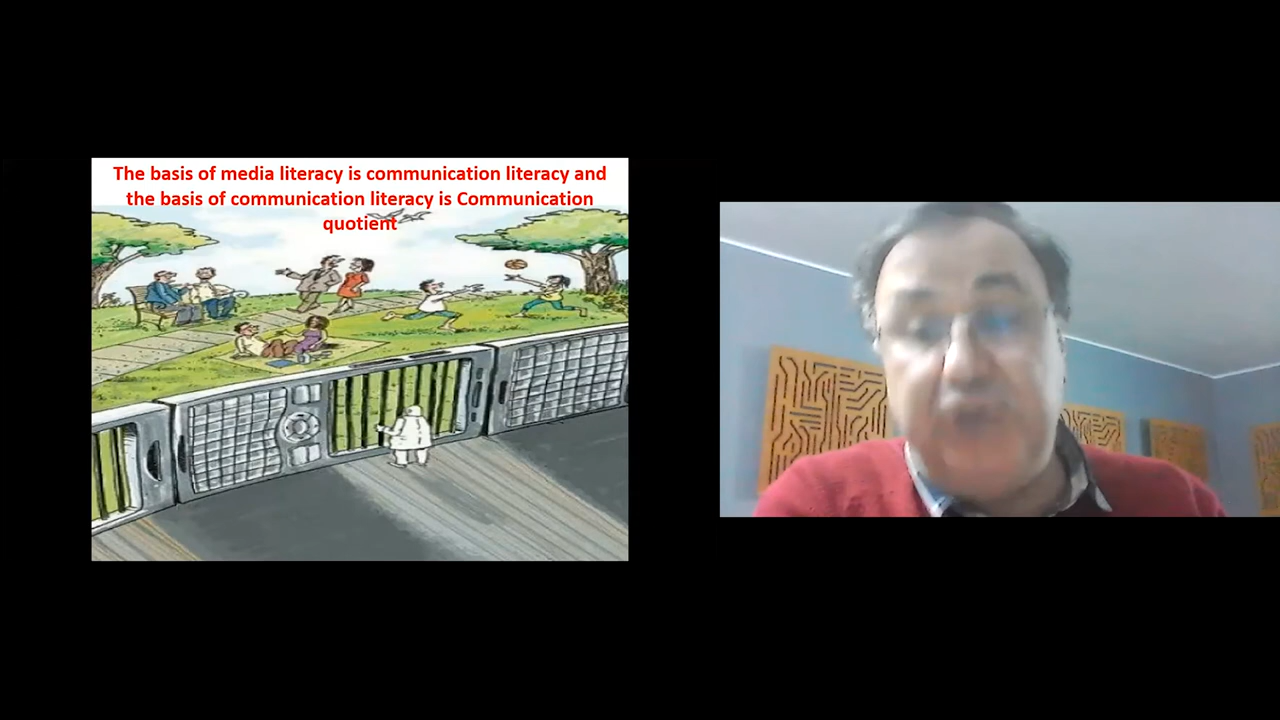 The basis of media literacy is communication literacy and
the basis of communication literacy is Communication
quotient